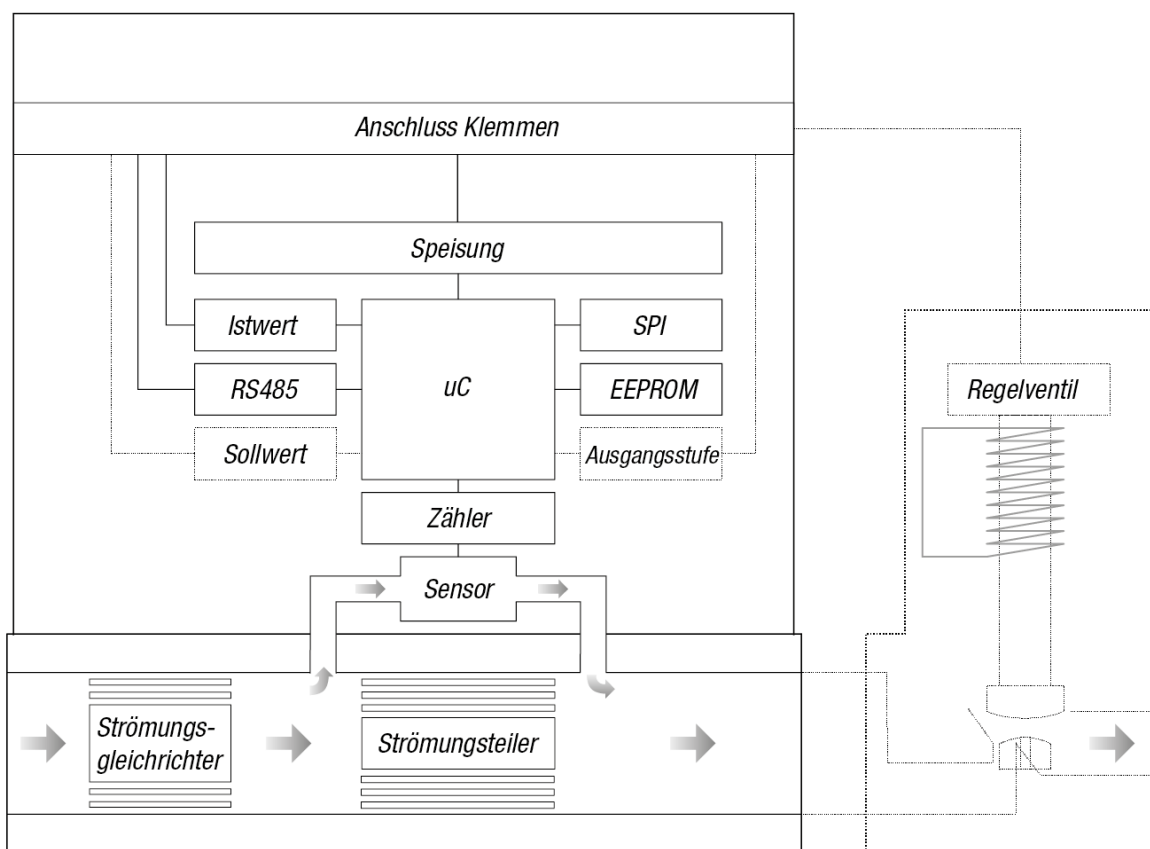 Anschluss Klemmen
Speisung
Istwert
SPI
uC
RS485
EEPROM
Regelventil
Sollwert
Ausgangsstufe
Zähler
Sensor
Strömungs-
gleichrichter
Strömungsteiler